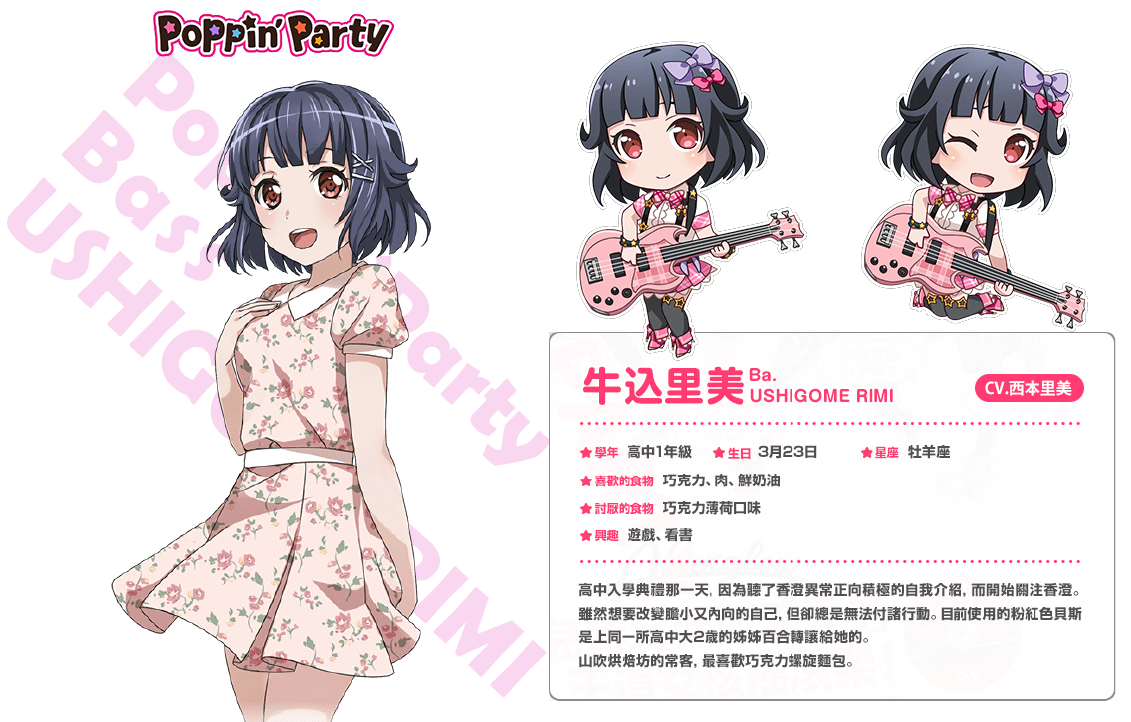 Poppin'Party
Poppin'Party
Bass
USHIGOME RIMI
牛込里美
Ba.
USHIGOME RIMI
CV.西本里美
★學年 高中1年級 ★生日 3月23日 ★星座 牡羊座
★喜歡的食物 巧克力、肉、鮮奶油
★討厭的食物 巧克力薄荷口味
★興趣 遊戲、看書
高中入學典禮那一天, 因為聽了香澄異常正向積極的自我介紹, 而開始關注香澄。
雖然想要改變膽小又內向的自己, 但卻總是無法付諸行動。目前使用的粉紅色貝斯
是上同一所高中大2歲的姊姊百合轉讓給她的。
山吹烘焙坊的常客, 最喜歡巧克力螺旋麵包。